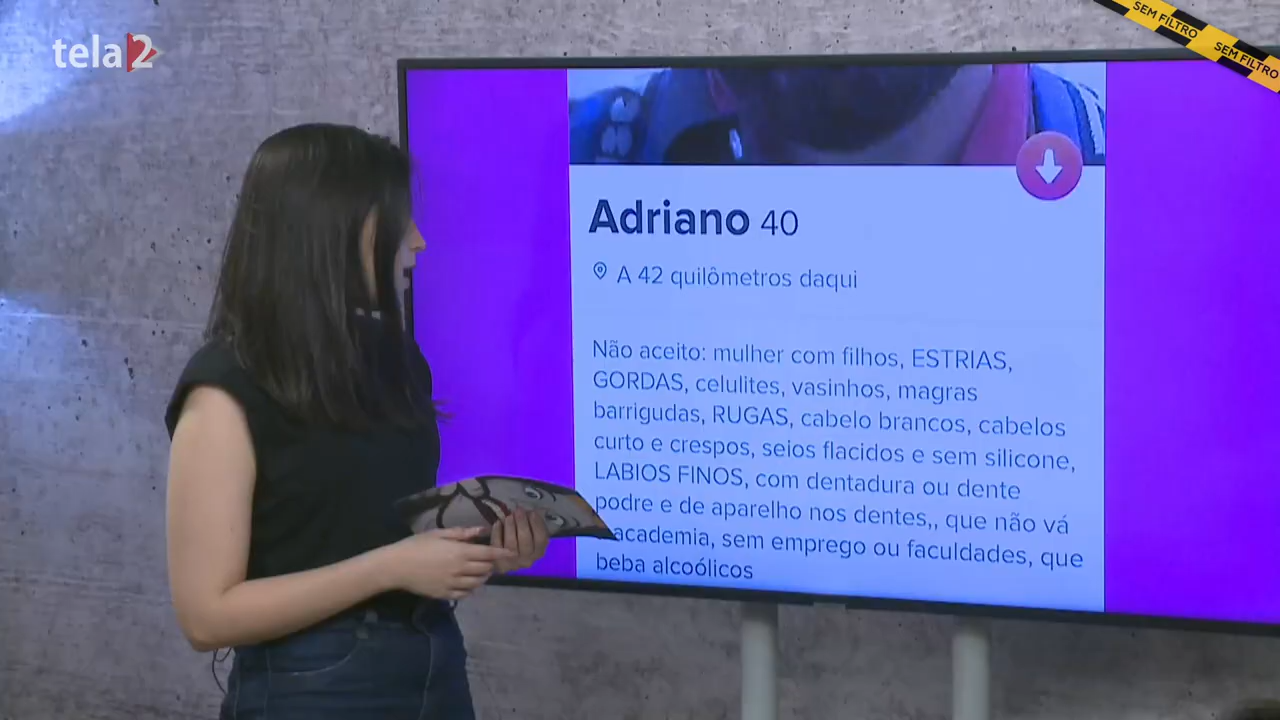 tela2
SEM FILTRO SEM FILTRO
Adriano 40
A 42 quilômetros daqui
Não aceito: mulher com filhos, ESTRIAS,
GORDAS, celulites, vasinhos, magras
barrigudas, RUGAS, cabelo brancos, cabelos
curto e crespos, seios flacidos e sem silicone,
LABIOS FINOS, com dentadura ou dente
podre e de aparelho nos dentes,, que não vá
academia, sem emprego ou faculdades, que
beba alcoólicos